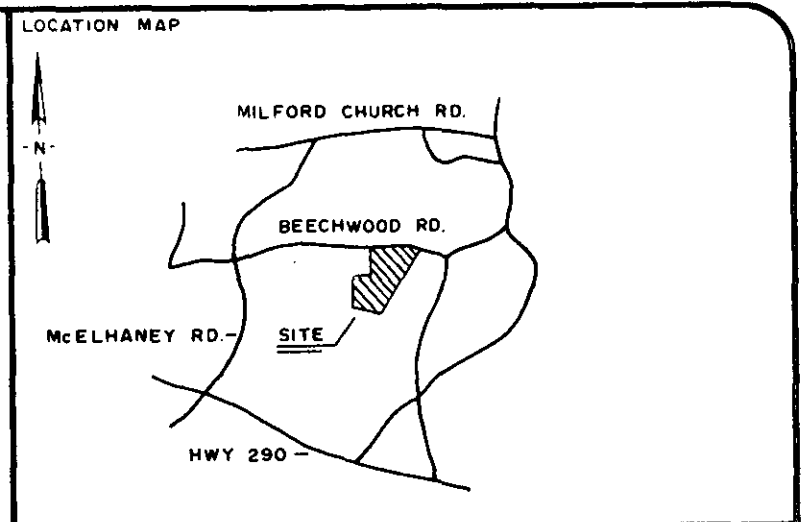 LOCATION MAP
-N-
MILFORD CHURCH RD.
BEECHWOOD RD.
McELHANEY RD.-
SITE
HWY 290 -